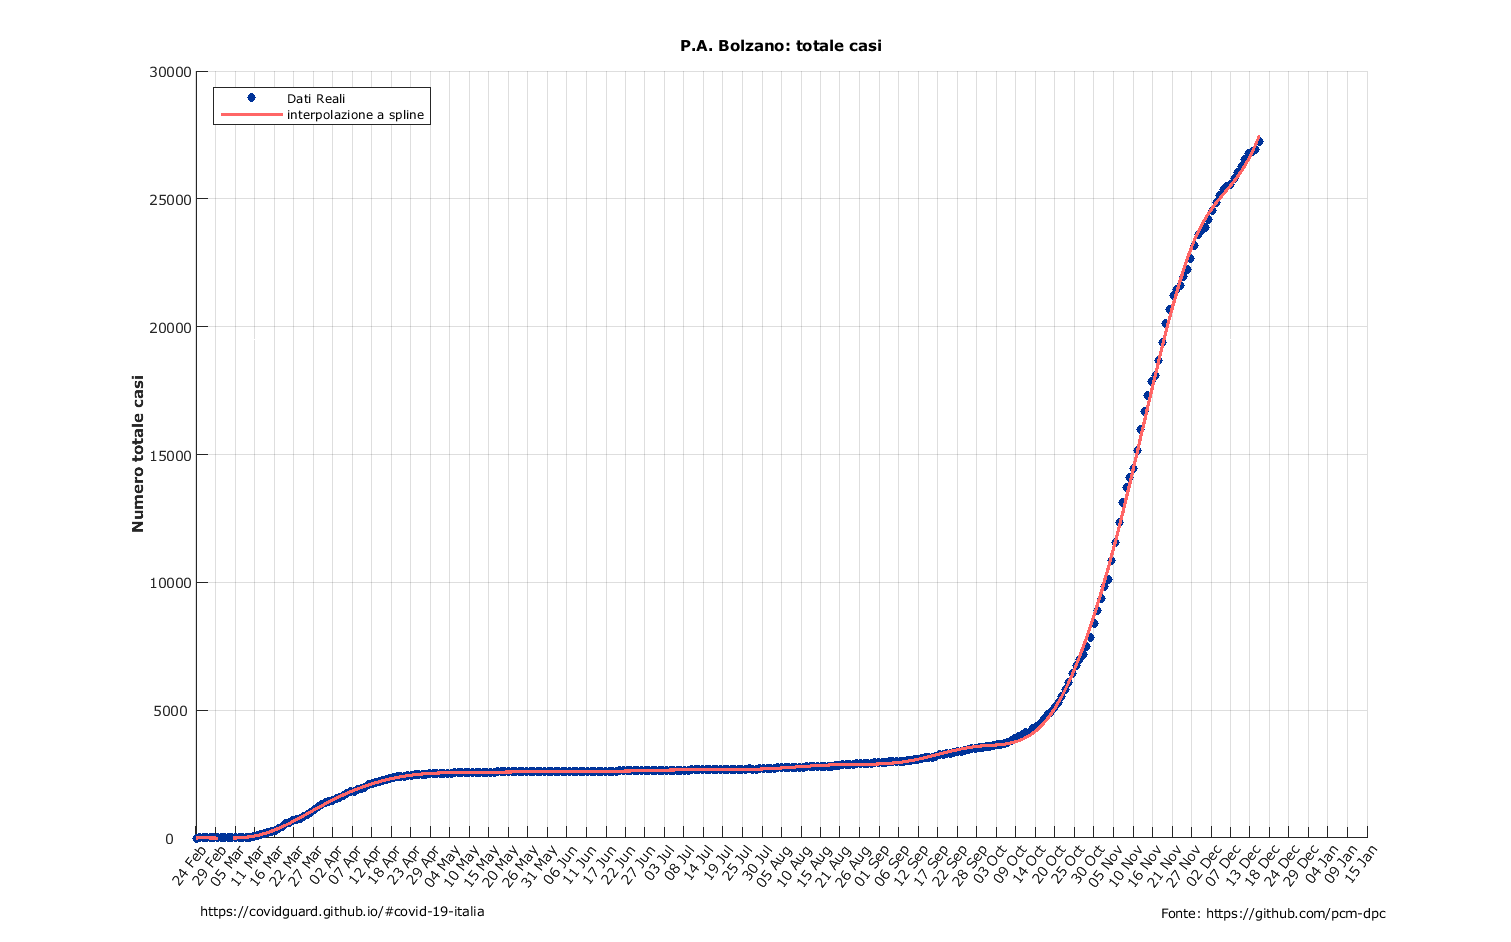 P.A. Bolzano: totale casi
30000
25000
20000
15000
10000
5000
0
Numero totale casi
Dati Reali
interpolazione a spline
24 Feb
29 Feb
05 Mar
11 Mar
16 Mar
22 Mar
27 Mar
02 Apr
07 Apr
12 Apr
18 Apr
23 Apr
29 Apr
04 May
10 May
15 May
20 May
26 May
31 May
06 Jun
11 Jun
17 Jun
22 Jun
27 Jun
03 Jul
08 Jul
14 Jul
19 Jul
25 Jul
30 Jul
05 Aug
10 Aug
15 Aug
21 Aug
26 Aug
01 Sep
06 Sep
12 Sep
17 Sep
22 Sep
28 Sep
03 Oct
09 Oct
14 Oct
20 Oct
25 Oct
30 Oct
05 Nov
10 Nov
16 Nov
21 Nov
27 Nov
02 Dec
07 Dec
13 Dec
18 Dec
24 Dec
29 Dec
04 Jan
09 Jan
15 Jan
https://covidguard.github.io/#covid-19-italia
Fonte: https://github.com/pcm-dpc